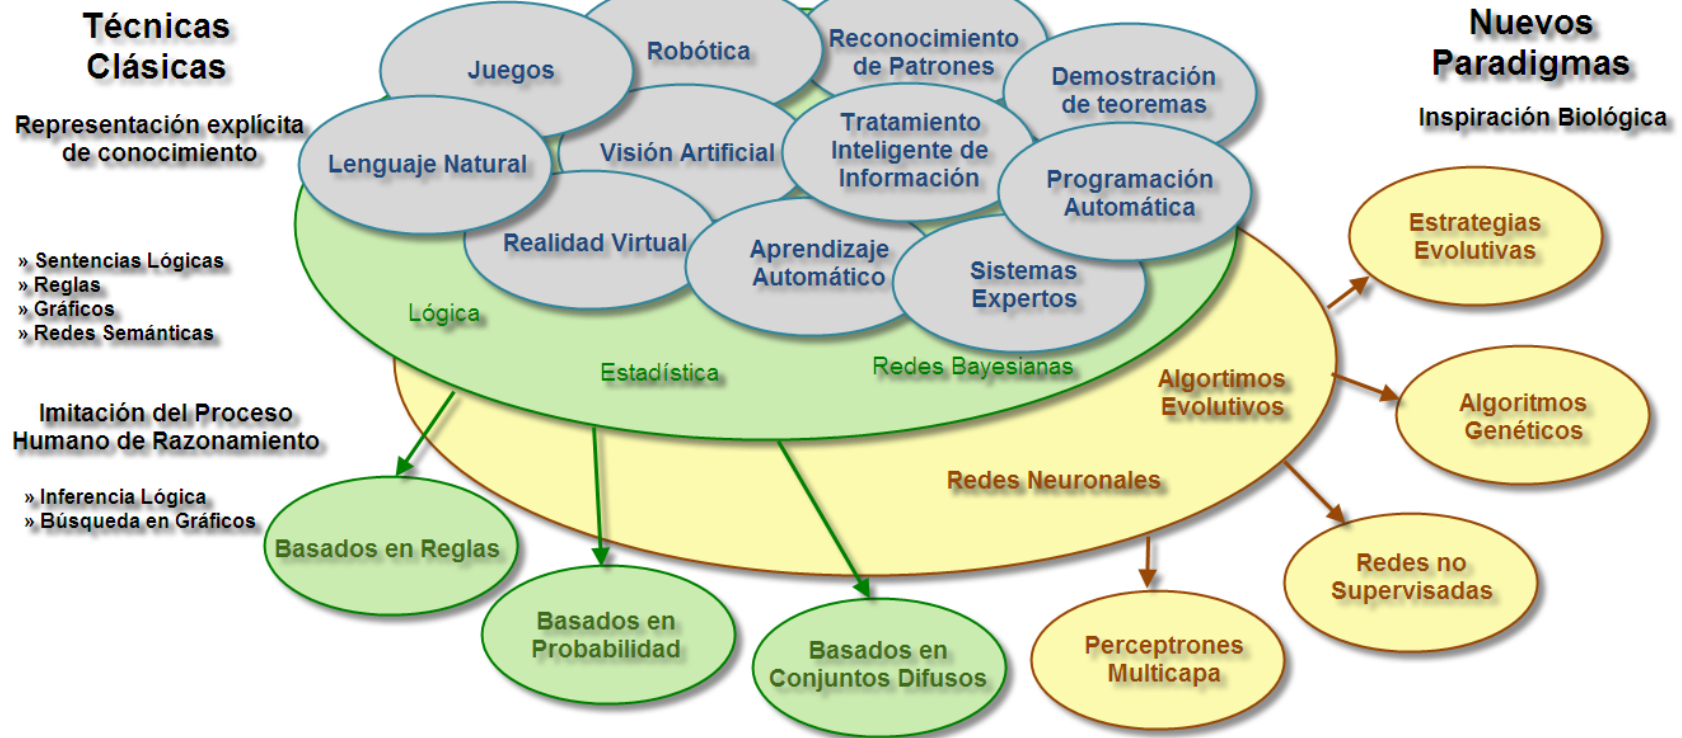 Técnicas
Clásicas
Representación explícita
de conocimiento
» Sentencias Lógicas
» Reglas
» Gráficos
» Redes Semánticas
Imitación del Proceso
Humano de Razonamiento
» Inferencia Lógica
» Búsqueda en Gráficos
Juegos
Robótica
Reconocimiento
de Patrones
Demostración
de teoremas
Lenguaje Natural
Visión Artificial
Tratamiento
Inteligente de
Información
Programación
Automática
Realidad Virtual
Aprendizaje
Automático
Sistemas
Expertos
Lógica
Estadística
Redes Bayesianas
Algortimos
Evolutivos
Redes Neuronales
Basados en Reglas
Basados en
Probabilidad
Basados en
Conjuntos Difusos
Perceptrones
Multicapa
Redes no
Supervisadas
Algoritmos
Genéticos
Estrategias
Evolutivas
Nuevos
Paradigmas
Inspiración Biológica